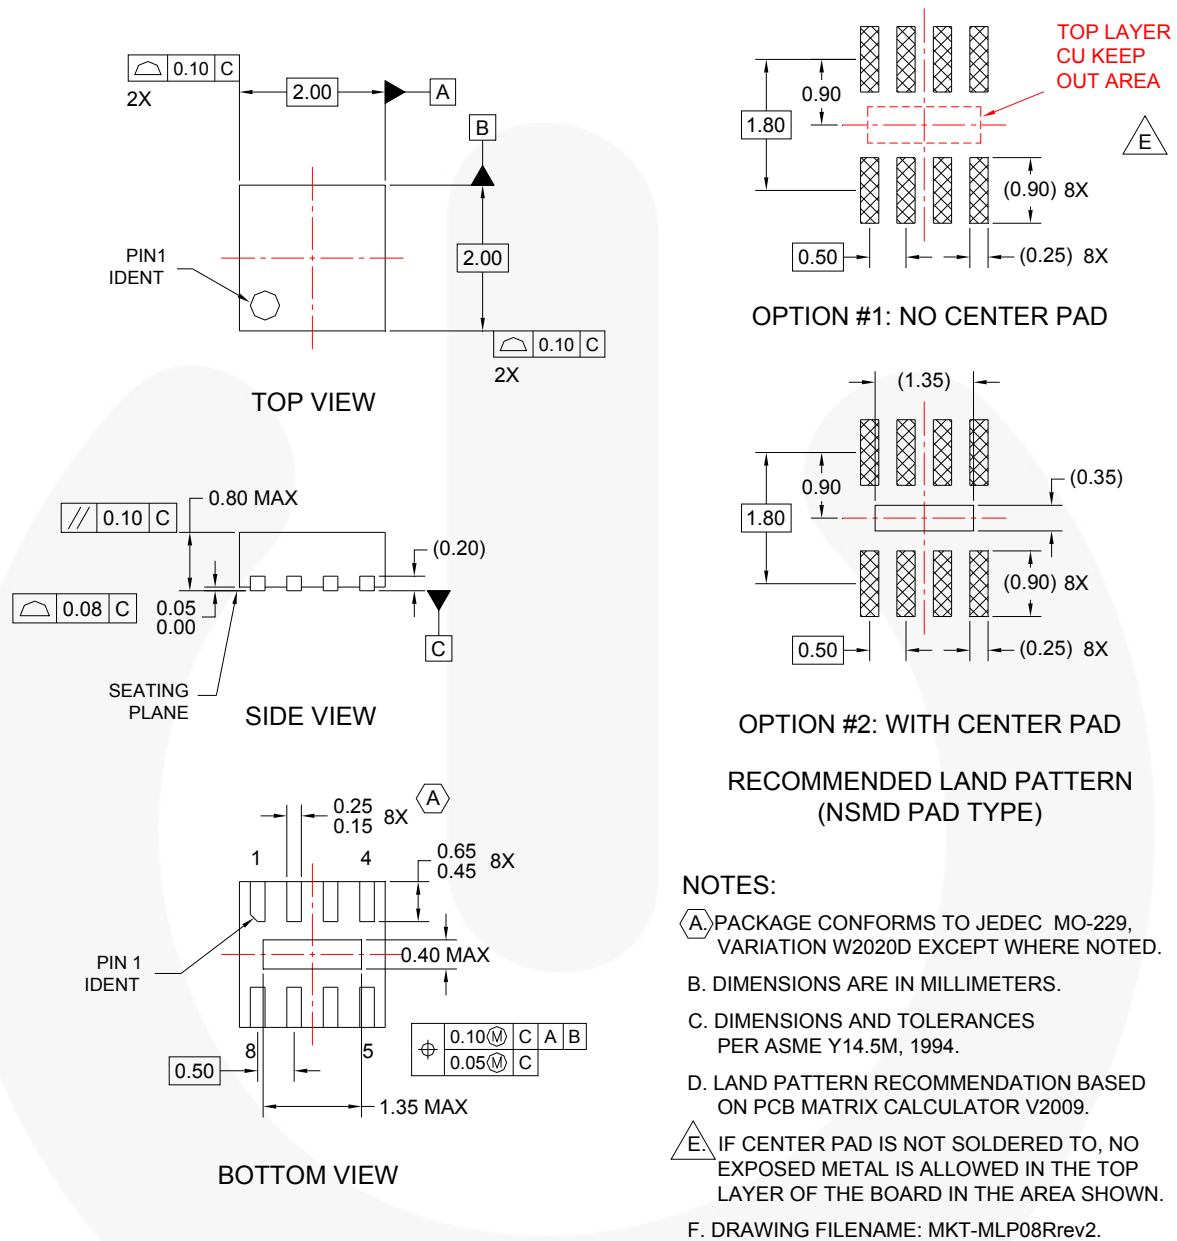 0.10 C
2X
2.00
A
B
2.00
PIN1
IDENT
0.10 C
2X
TOP VIEW
0.80 MAX
// 0.10 C
(0.20)
0.08 C
0.05
0.00
C
SEATING
PLANE
SIDE VIEW
A
0.25
0.15 8X
1
4
0.65
0.45 8X
PIN 1
IDENT
0.40 MAX
8
5
0.10 M C A B
0.05 M C
0.50
1.35 MAX
BOTTOM VIEW
TOP LAYER
CU KEEP
OUT AREA
0.90
1.80
E
(0.90) 8X
0.50
(0.25) 8X
OPTION #1: NO CENTER PAD
(1.35)
0.90
(0.35)
1.80
(0.90) 8X
0.50
(0.25) 8X
OPTION #2: WITH CENTER PAD
RECOMMENDED LAND PATTERN
(NSMD PAD TYPE)
NOTES:
A. PACKAGE CONFORMS TO JEDEC MO-229,
VARIATION W2020D EXCEPT WHERE NOTED.
B. DIMENSIONS ARE IN MILLIMETERS.
C. DIMENSIONS AND TOLERANCES
PER ASME Y14.5M, 1994.
D. LAND PATTERN RECOMMENDATION BASED
ON PCB MATRIX CALCULATOR V2009.
E. IF CENTER PAD IS NOT SOLDERED TO, NO
EXPOSED METAL IS ALLOWED IN THE TOP
LAYER OF THE BOARD IN THE AREA SHOWN.
F. DRAWING FILENAME: MKT-MLP08Rrev2.